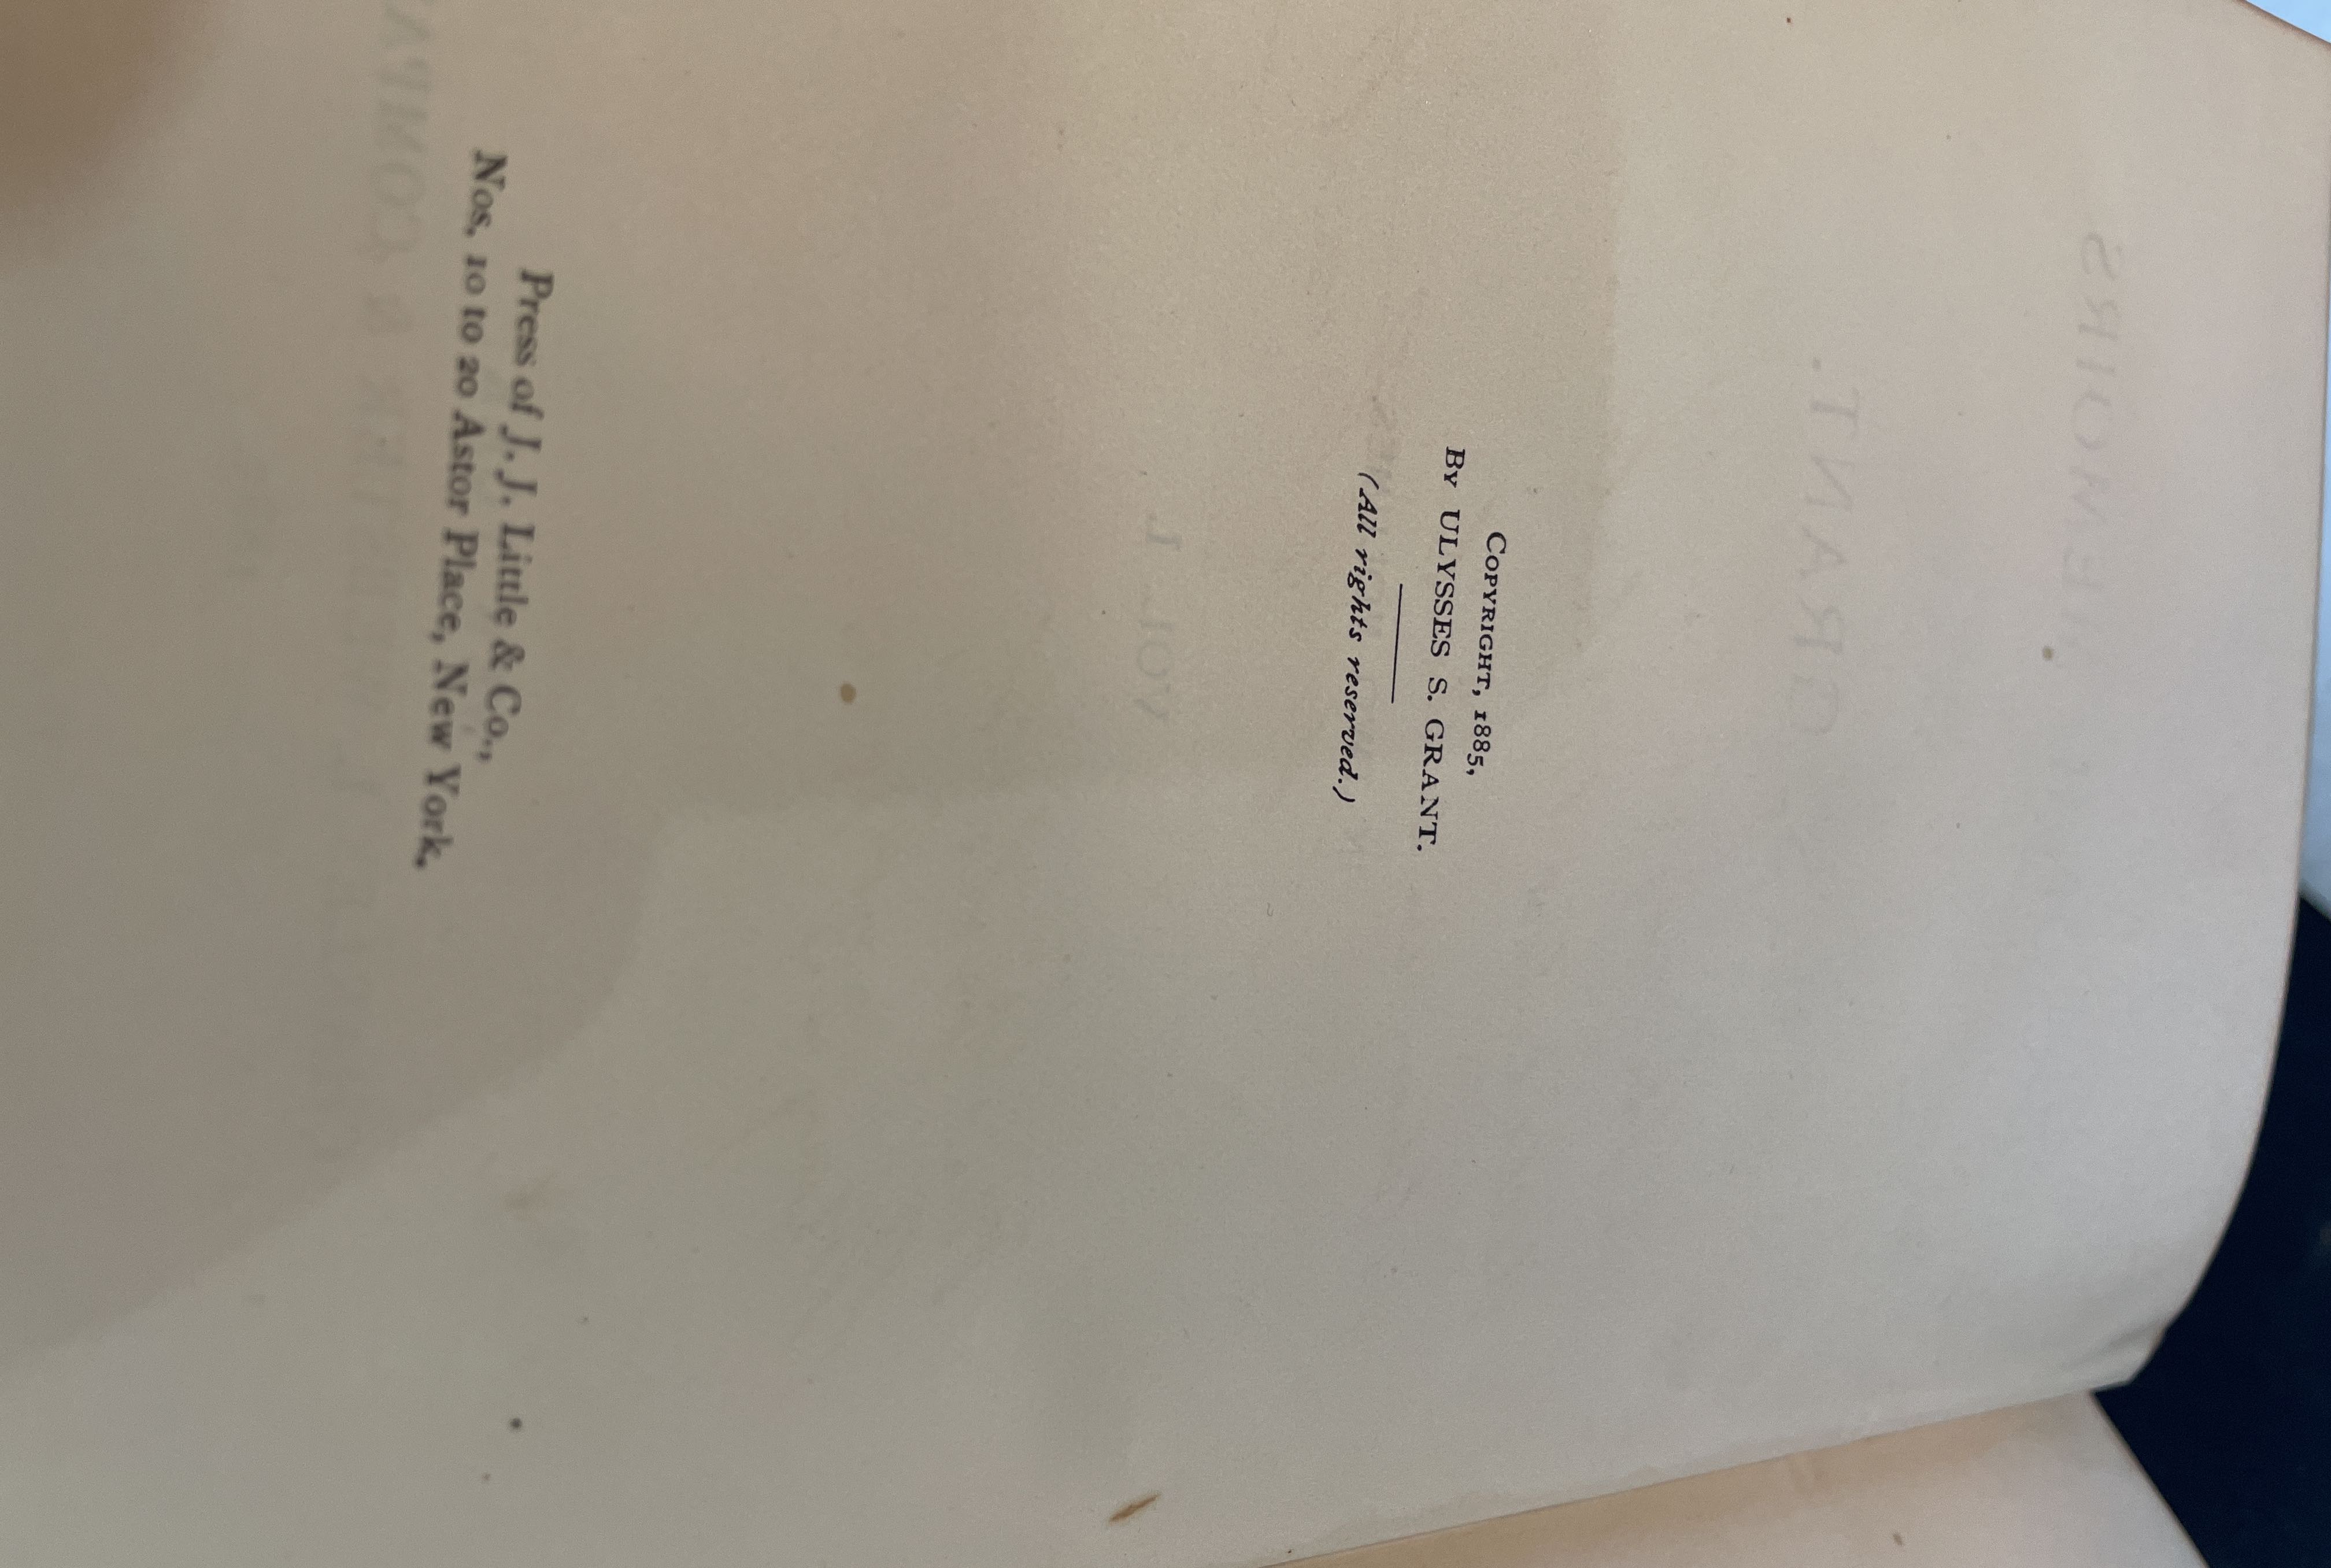 COPYRIGHT, 1885,
BY ULYSSES S. GRANT.
(All rights reserved.)
Press of J. J. Little & Co.,
Nos. 10 to 20 Astor Place, New York.